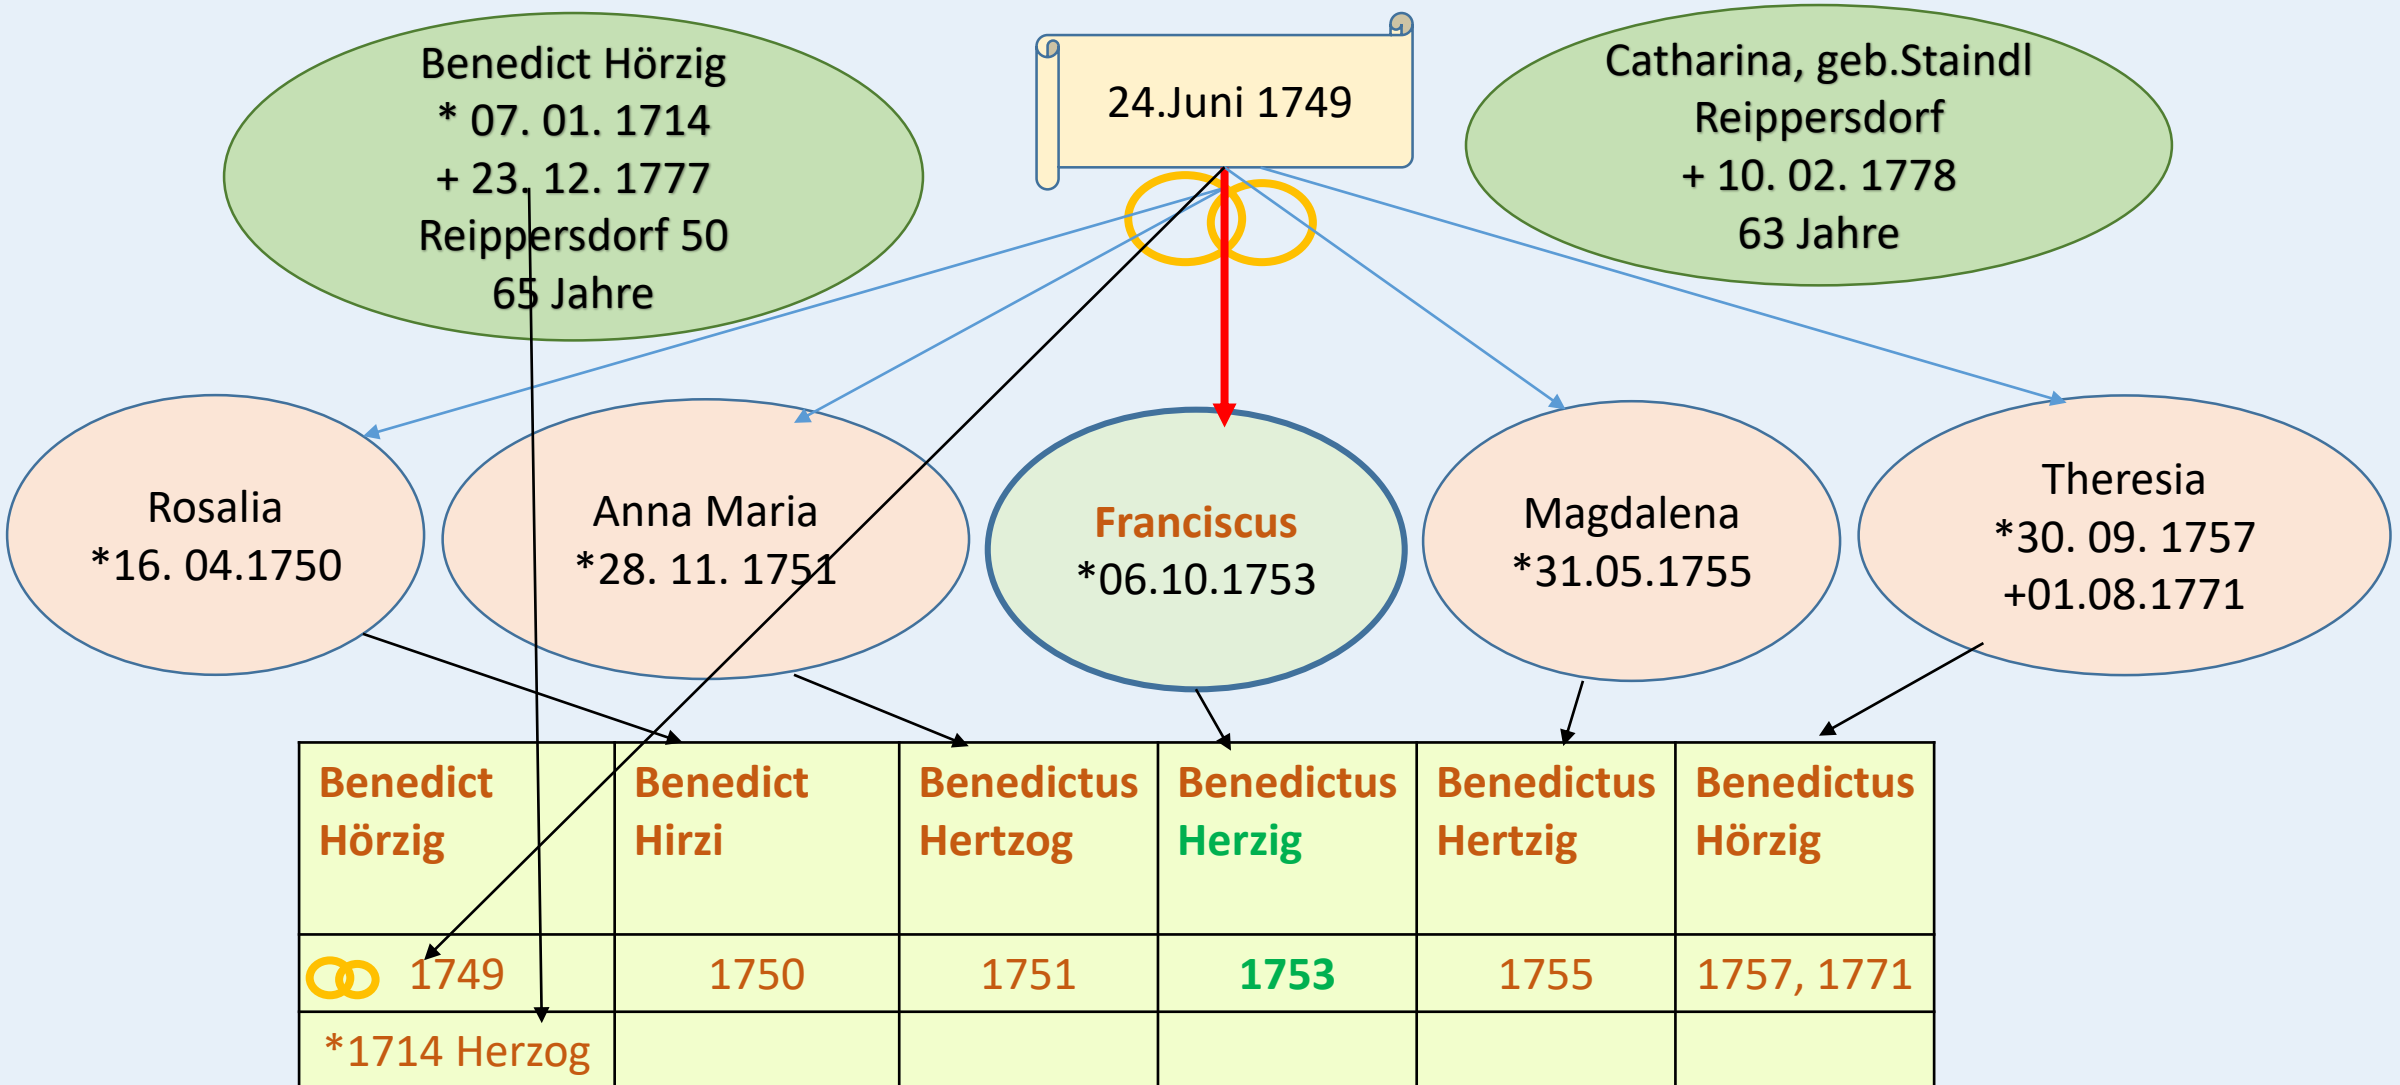 Benedict Hörzig
* 07. 01. 1714
+ 23. 12. 1777
Reippersdorf 50
65 Jahre
24.Juni 1749
Catharina, geb.Staindl
Reippersdorf
+ 10. 02. 1778
63 Jahre
Rosalia
*16. 04.1750
Anna Maria
*28. 11. 1751
Franciscus
*06.10.1753
Magdalena
*31.05.1755
Theresia
*30. 09. 1757
+01.08.1771
Benedict
Hörzig
Benedict
Hirzi
Benedictus
Hertzog
Benedictus
Herzig
Benedictus
Hertzig
Benedictus
Hörzig
1749
1750
1751
1753
1755
1757, 1771
*1714 Herzog